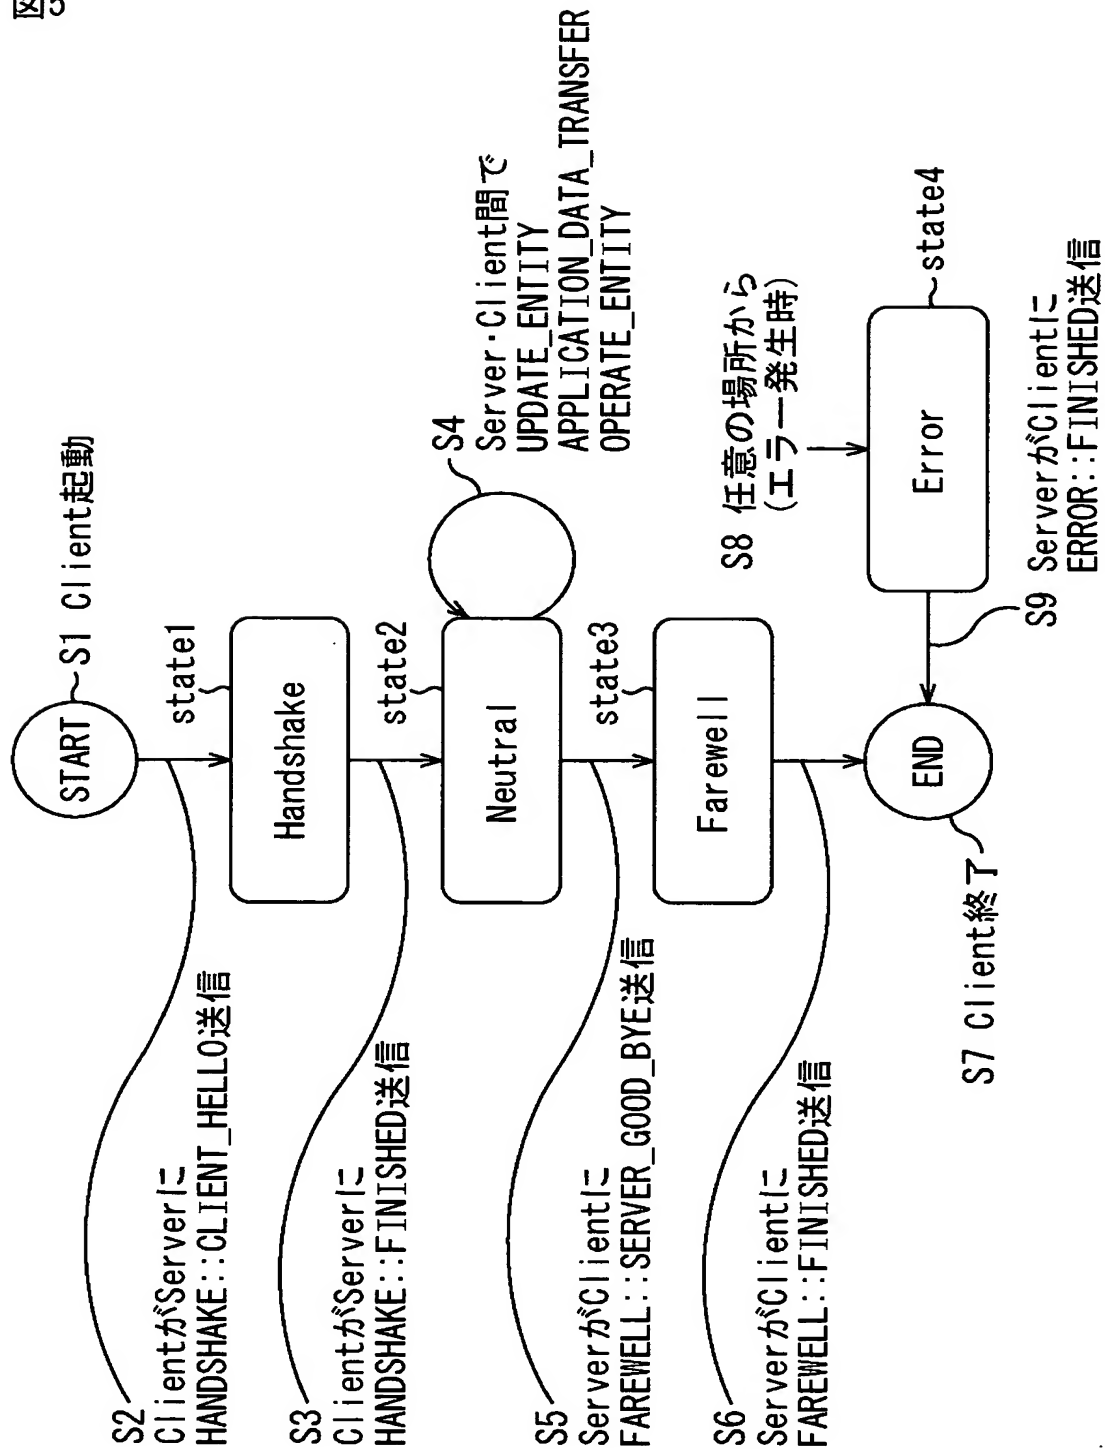 図5
START
S1 Client起動
S2
ClientがServerに
HANDSHAKE::CLIENT_HELLO送信
state1
Handshake
S3
ClientがServerに
HANDSHAKE::FINISHED送信
state2
Neutral
S4
Server・Client間で
UPDATE_ENTITY
APPLICATION_DATA_TRANSFER
OPERATE_ENTITY
S5
ServerがClientに
FAREWELL::SERVER_GOOD_BYE送信
state3
Farewell
S6
ServerがClientに
FAREWELL::FINISHED送信
END
S7 Client終了
S8 任意の場所から
(エラー発生時)
Error
state4
S9 ServerがClientに
ERROR::FINISHED送信